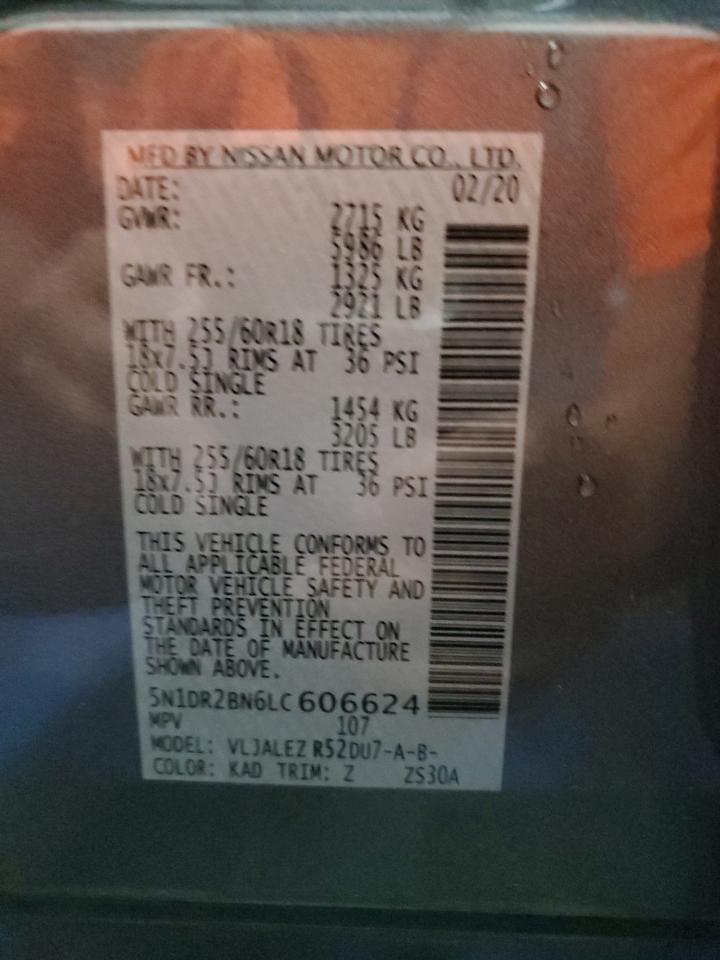 MFD BY NISSAN MOTOR CO., LTD.
DATE: 02/20
GVWR: 2715 KG
5986 LB
GAWR FR.: 1325 KG
2921 LB
WITH 255/60R18 TIRES
18x7.5J RIMS AT 36 PSI
COLD SINGLE
GAWR RR.: 1454 KG
3205 LB
WITH 255/60R18 TIRES
18x7.5J RIMS AT 36 PSI
COLD SINGLE
THIS VEHICLE CONFORMS TO
ALL APPLICABLE FEDERAL
MOTOR VEHICLE SAFETY AND
THEFT PREVENTION
STANDARDS IN EFFECT ON
THE DATE OF MANUFACTURE
SHOWN ABOVE.
5N1DR2BN6LC606624
MPV 107
MODEL: VLJALEZ R52DU7-A-B-
COLOR: KAD TRIM: Z ZS30A